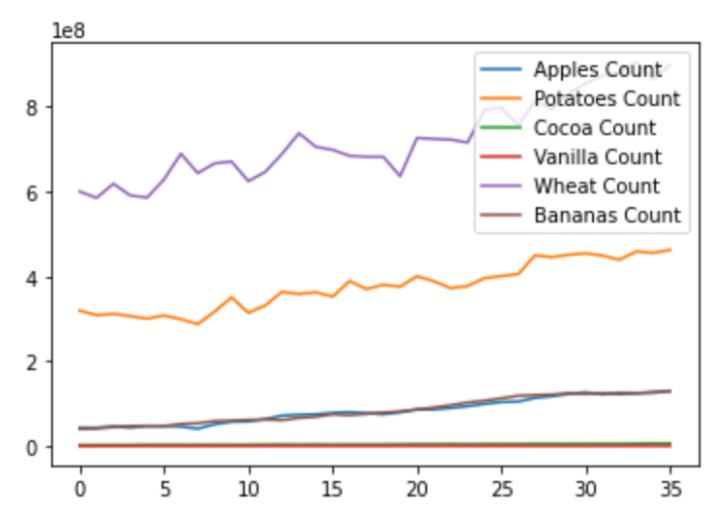 1e8
Apples Count
Potatoes Count
Cocoa Count
Vanilla Count
Wheat Count
Bananas Count
8
6
4
2
0
0 5 10 15 20 25 30 35